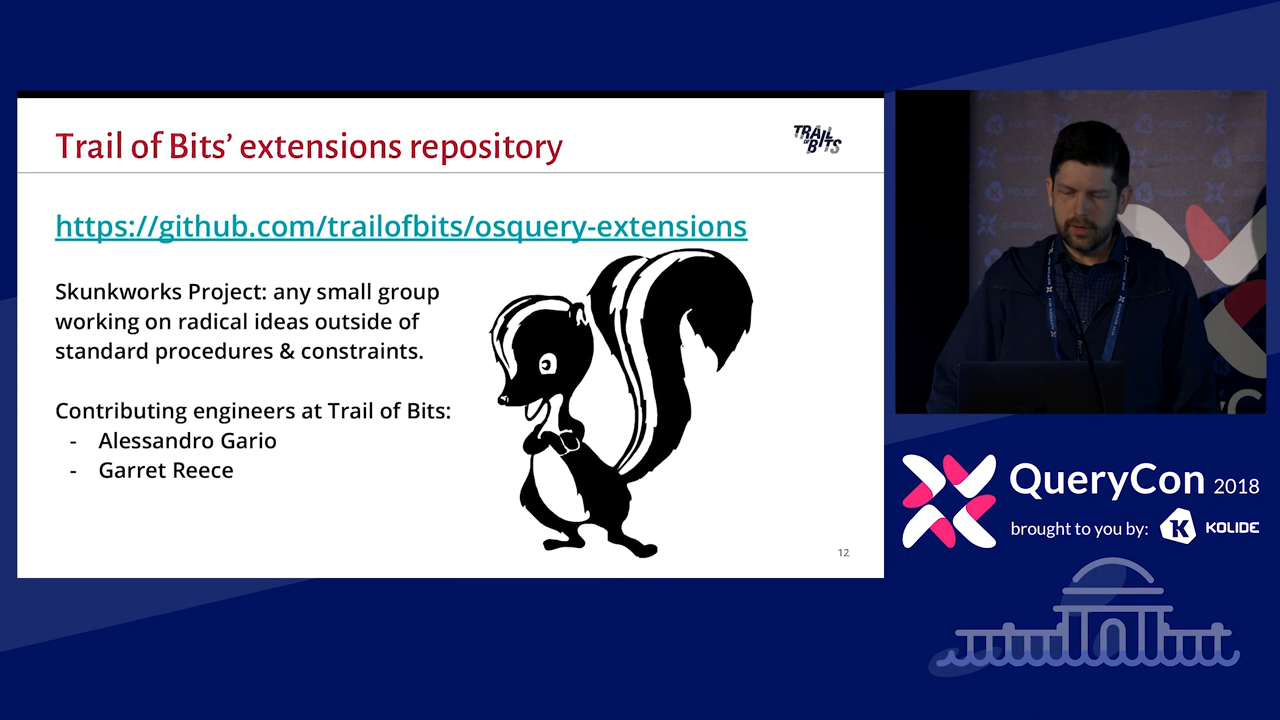 Trail of Bits’ extensions repository
TRAIL
OF
BITS
https://github.com/trailofbits/osquery-extensions
Skunkworks Project: any small group
working on radical ideas outside of
standard procedures & constraints.
Contributing engineers at Trail of Bits:
- Alessandro Gario
- Garret Reece
12
QueryCon 2018
brought to you by: K KOLIDE